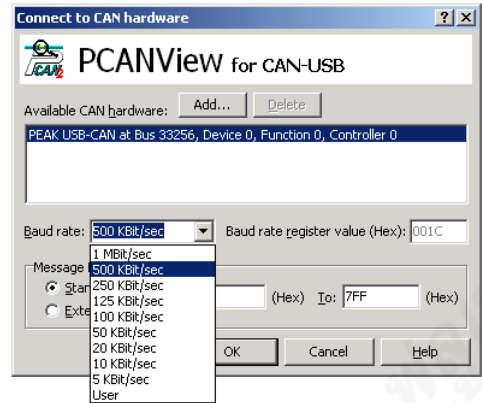 Connect to CAN hardware
PCAN2
PCANView for CAN-USB
Available CAN hardware: Add... Delete
PEAK USB-CAN at Bus 33256, Device 0, Function 0, Controller 0
Baud rate: 500 KBit/sec Baud rate register value (Hex): 001C
1 MBit/sec
Message
500 KBit/sec
250 KBit/sec
Stan (Hex) To: 7FF (Hex)
125 KBit/sec
Exte
100 KBit/sec
50 KBit/sec
20 KBit/sec
OK Cancel Help
10 KBit/sec
5 KBit/sec
User